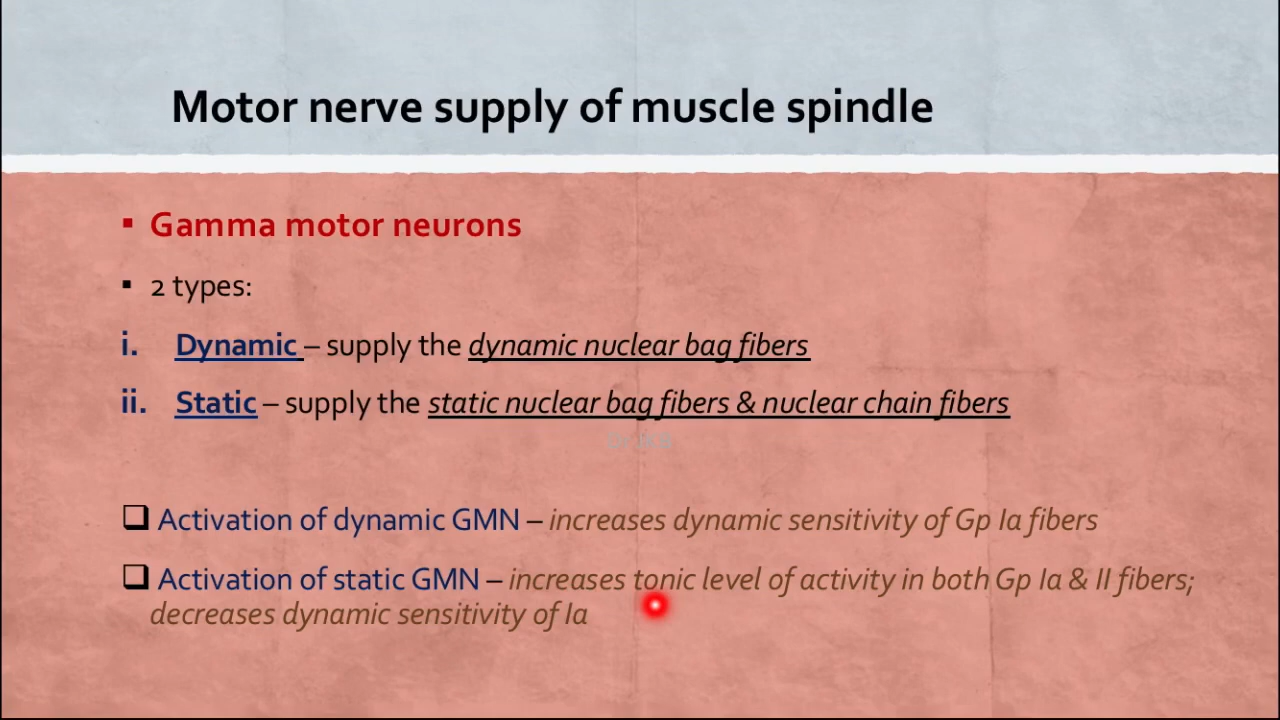 Motor nerve supply of muscle spindle
▪ Gamma motor neurons
▪ 2 types:
i. Dynamic – supply the dynamic nuclear bag fibers
ii. Static – supply the static nuclear bag fibers & nuclear chain fibers
❑ Activation of dynamic GMN – increases dynamic sensitivity of Gp Ia fibers
❑ Activation of static GMN – increases tonic level of activity in both Gp Ia & II fibers;
decreases dynamic sensitivity of Ia